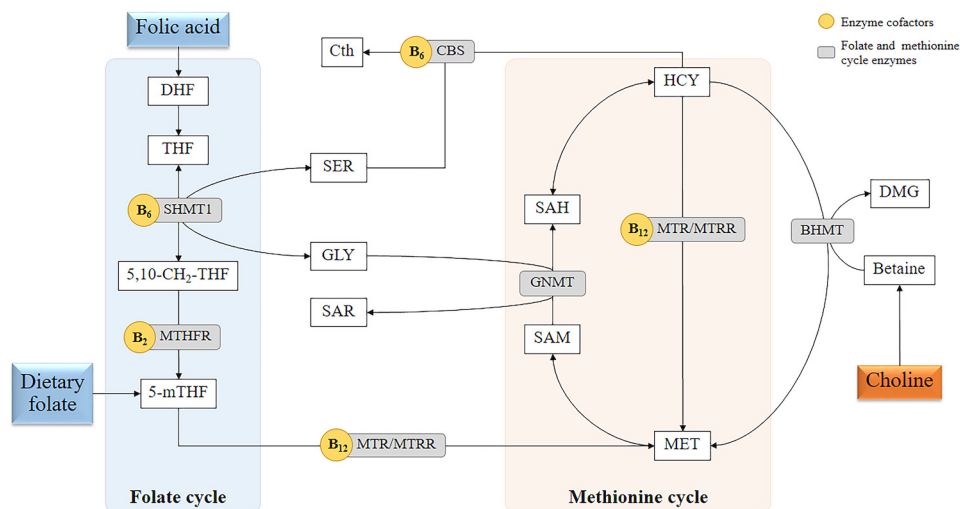 Folic acid
Enzyme cofactors
Folate and methionine
cycle enzymes
Cth
B6 CBS
HCY
DHF
THF
SER
DMG
B6 SHMT1
SAH
B12 MTR/MTRR
BHMT
GLY
Betaine
5,10-CH2-THF
GNMT
SAR
B2 MTHFR
SAM
Dietary
folate
5-mTHF
Choline
B12 MTR/MTRR
MET
Folate cycle
Methionine cycle